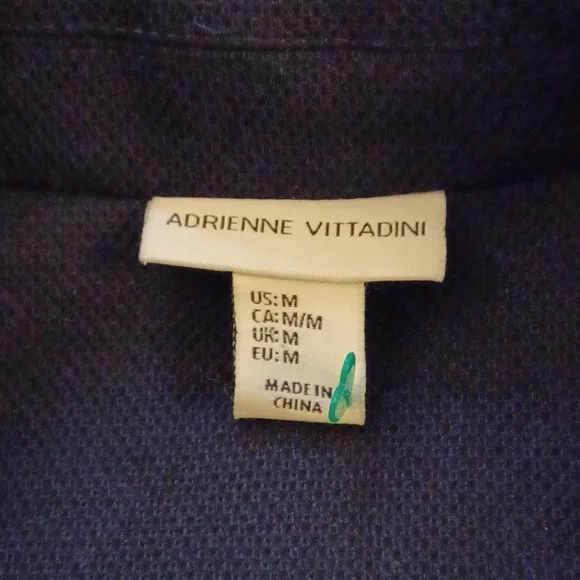 ADRIENNE VITTADINI
US: M
CA: M/M
UK: M
EU: M
MADE IN
CHINA